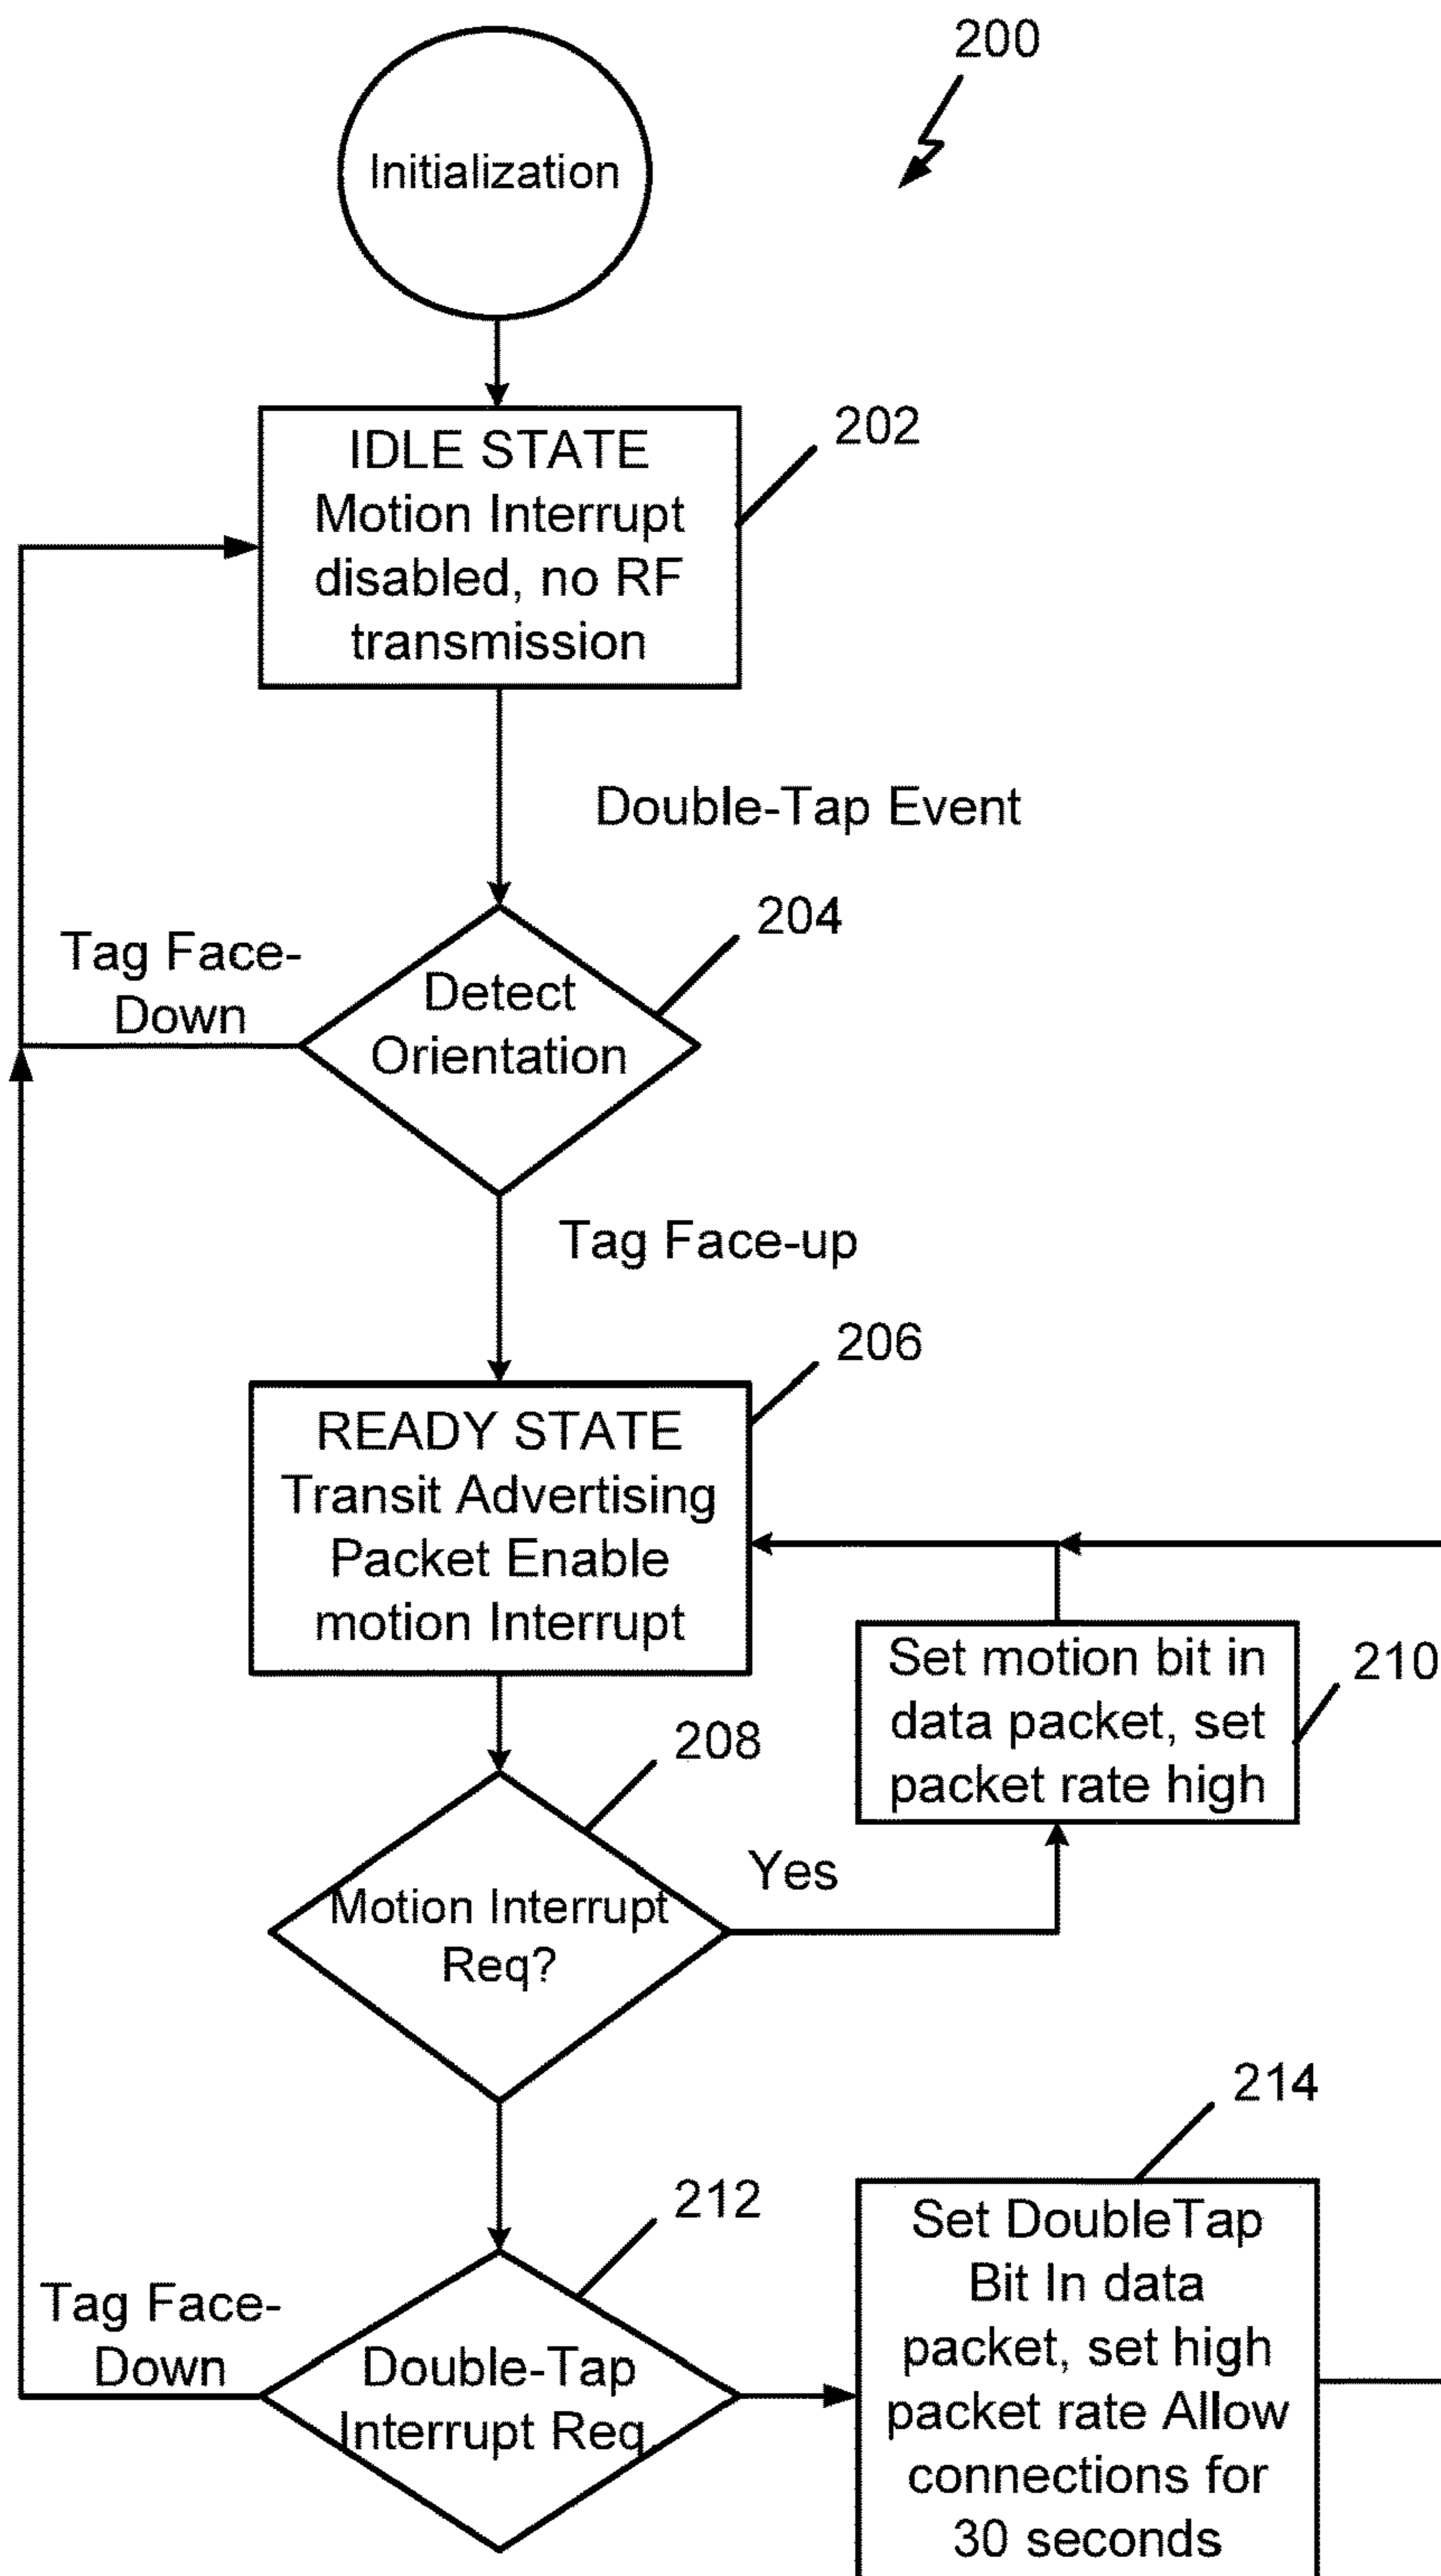 200
Initialization
202
IDLE STATE
Motion Interrupt
disabled, no RF
transmission
Double-Tap Event
204
Tag Face-
Down
Detect
Orientation
Tag Face-up
206
READY STATE
Transit Advertising
Packet Enable
motion Interrupt
Set motion bit in
data packet, set
packet rate high
210
208
Yes
Motion Interrupt
Req?
214
212
Set DoubleTap
Bit In data
packet, set high
packet rate Allow
connections for
30 seconds
Tag Face-
Down
Double-Tap
Interrupt Req